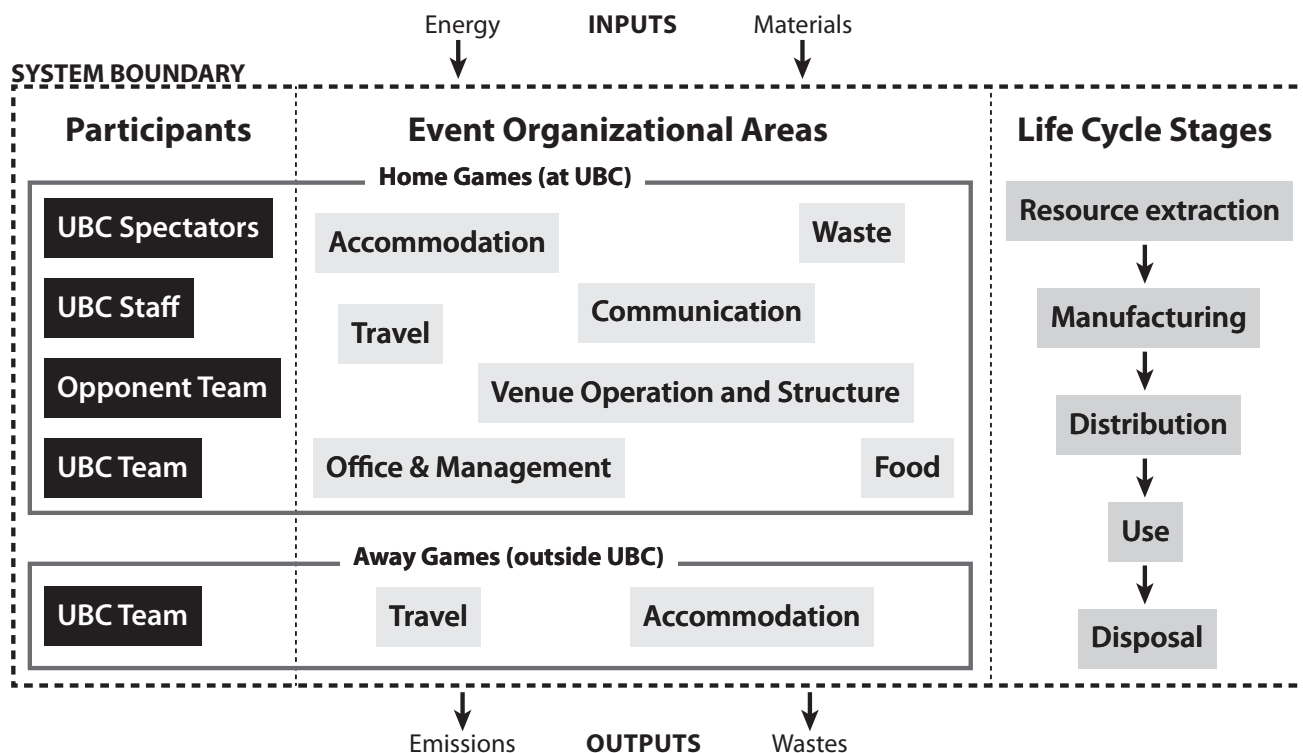 Energy INPUTS Materials
SYSTEM BOUNDARY
Participants
Event Organizational Areas
Life Cycle Stages
Home Games (at UBC)
UBC Spectators
UBC Staff
Opponent Team
UBC Team
Accommodation
Waste
Communication
Travel
Venue Operation and Structure
Office & Management
Food
Away Games (outside UBC)
UBC Team
Travel
Accommodation
Resource extraction
Manufacturing
Distribution
Use
Disposal
Emissions OUTPUTS Wastes